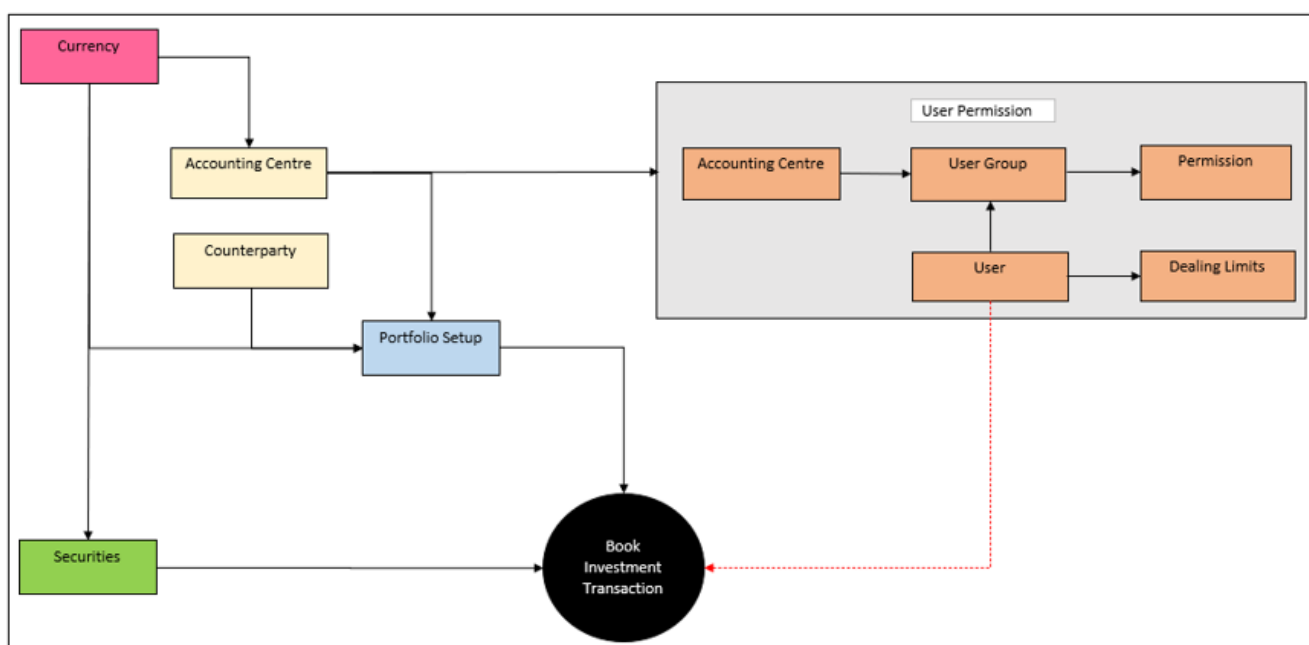 Currency
User Permission
Accounting Centre
Accounting Centre
User Group
Permission
Counterparty
User
Dealing Limits
Portfolio Setup
Securities
Book
Investment
Transaction